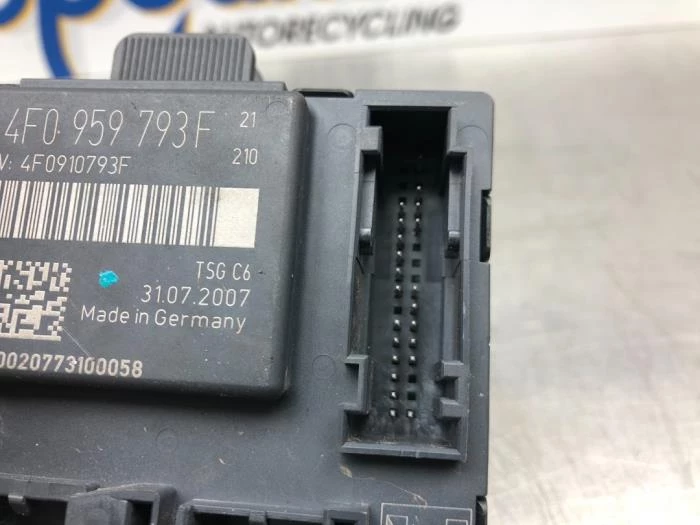 AUTORECYCLING
4F0 959 793F 21
: 4F0910793F 210
TSG C6
31.07.2007
Made in Germany
0020773100058